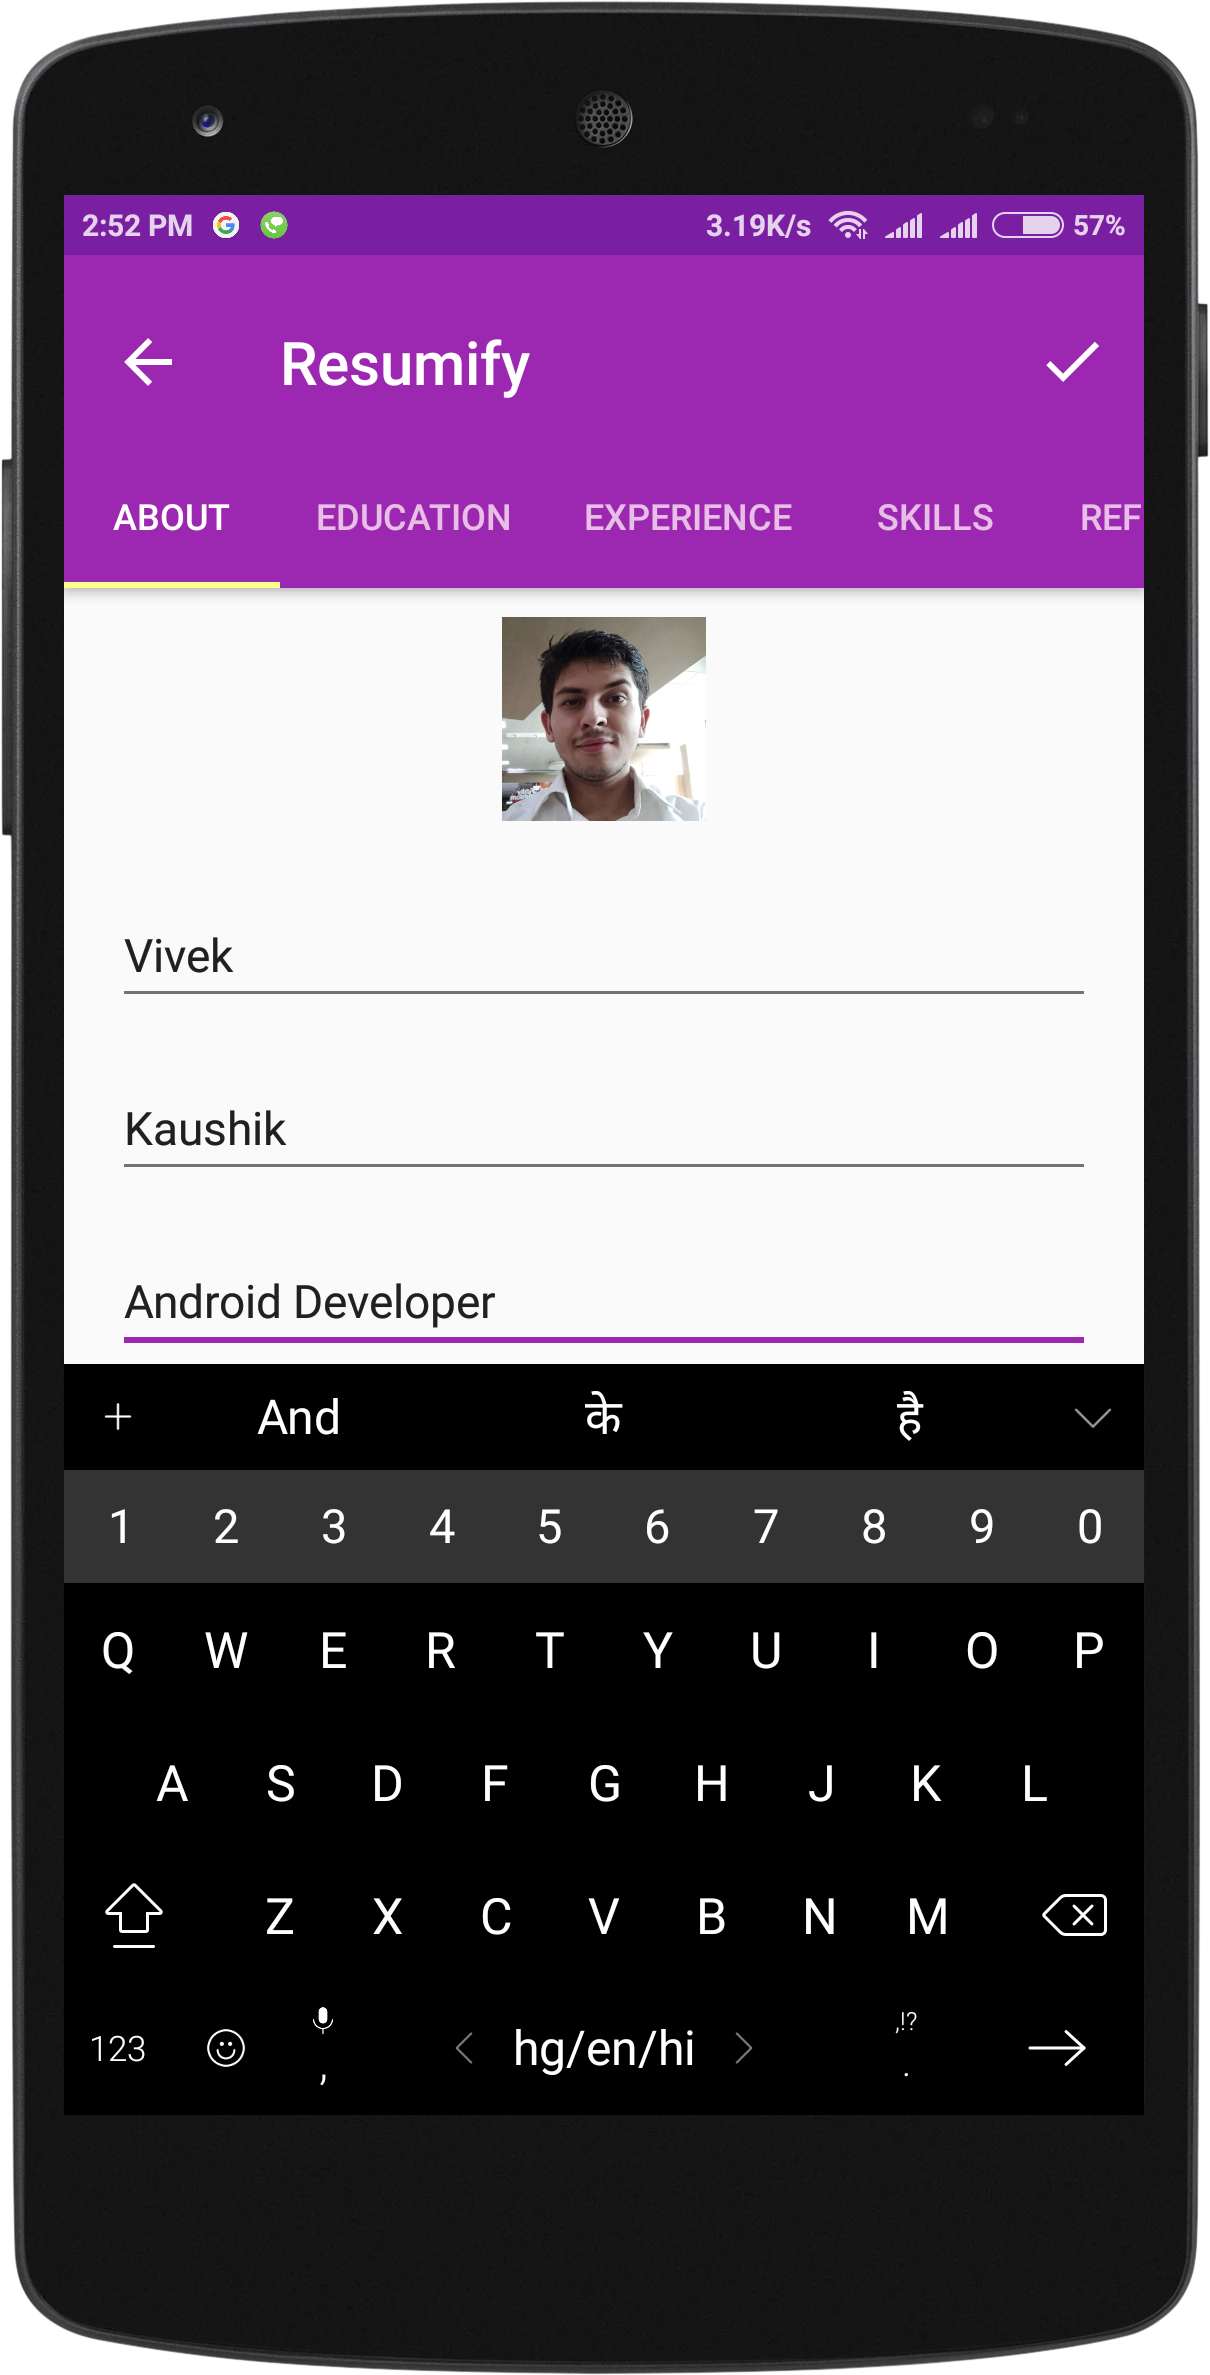 2:52 PM 3.19K/s 57%
Resumify
ABOUT EDUCATION EXPERIENCE SKILLS REF
Vivek
Kaushik
Android Developer
And के है
1 2 3 4 5 6 7 8 9 0
Q W E R T Y U I O P
A S D F G H J K L
Z X C V B N M
,!?
123 , hg/en/hi .